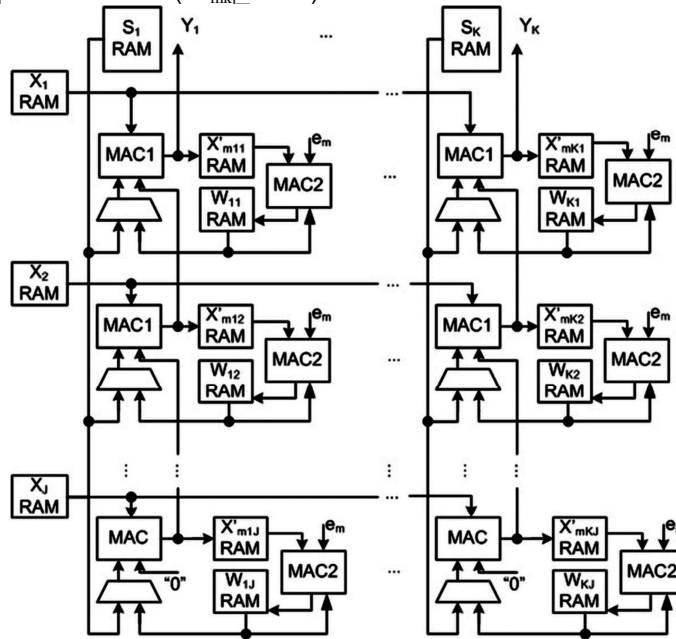 S1 RAM Y1 ... SK RAM YK
X1 RAM
...
MAC1 X'm11 RAM em MAC2 W11 RAM
...
MAC1 X'mK1 RAM em MAC2 WK1 RAM
X2 RAM
...
MAC1 X'm12 RAM em MAC2 W12 RAM
...
MAC1 X'mK2 RAM em MAC2 WK2 RAM
... ... ... ... ...
XJ RAM
...
MAC X'm1J RAM em MAC2 "0" W1J RAM
...
MAC X'mKJ RAM e MAC2 "0" WKJ RAM